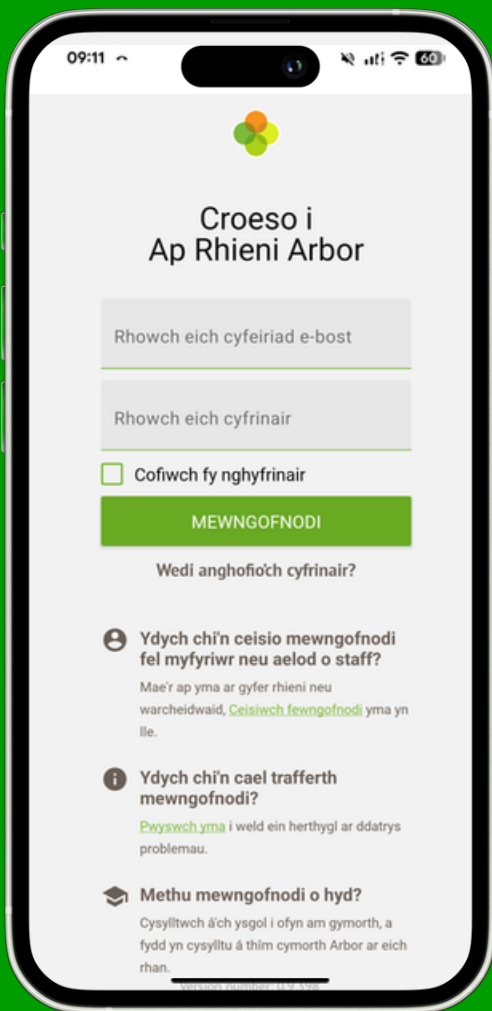 09:11
60
Croeso i
Ap Rhieni Arbor
Rhowch eich cyfeiriad e-bost
Rhowch eich cyfrinair
Cofiwch fy nghyfrinair
MEWNGOFNODI
Wedi anghofio'ch cyfrinair?
Ydych chi'n ceisio mewngofnodi
fel myfyriwr neu aelod o staff?
Mae'r ap yma ar gyfer rhieni neu
warcheidwaid, Ceisiwch fewngofnodi yma yn
lle.
Ydych chi'n cael trafferth
mewngofnodi?
Pwyswch yma i weld ein herthygl ar ddatrys
problemau.
Methu mewngofnodi o hyd?
Cysylltwch â'ch ysgol i ofyn am gymorth, a
fydd yn cysylltu â thîm cymorth Arbor ar eich
rhan.
version number: